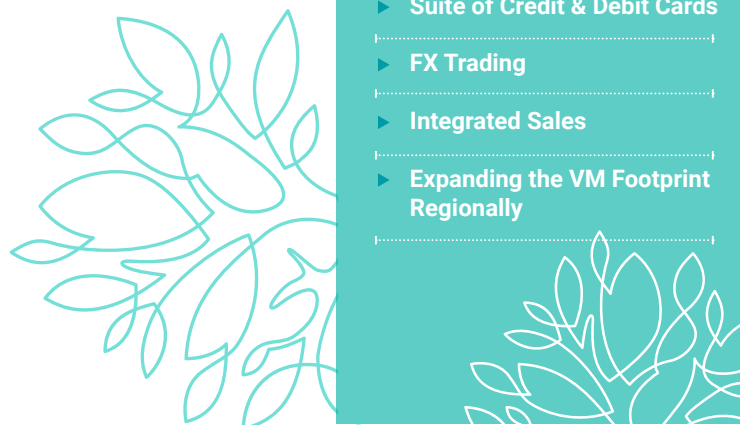 Suite of Credit & Debit Cards
FX Trading
Integrated Sales
Expanding the VM Footprint
Regionally